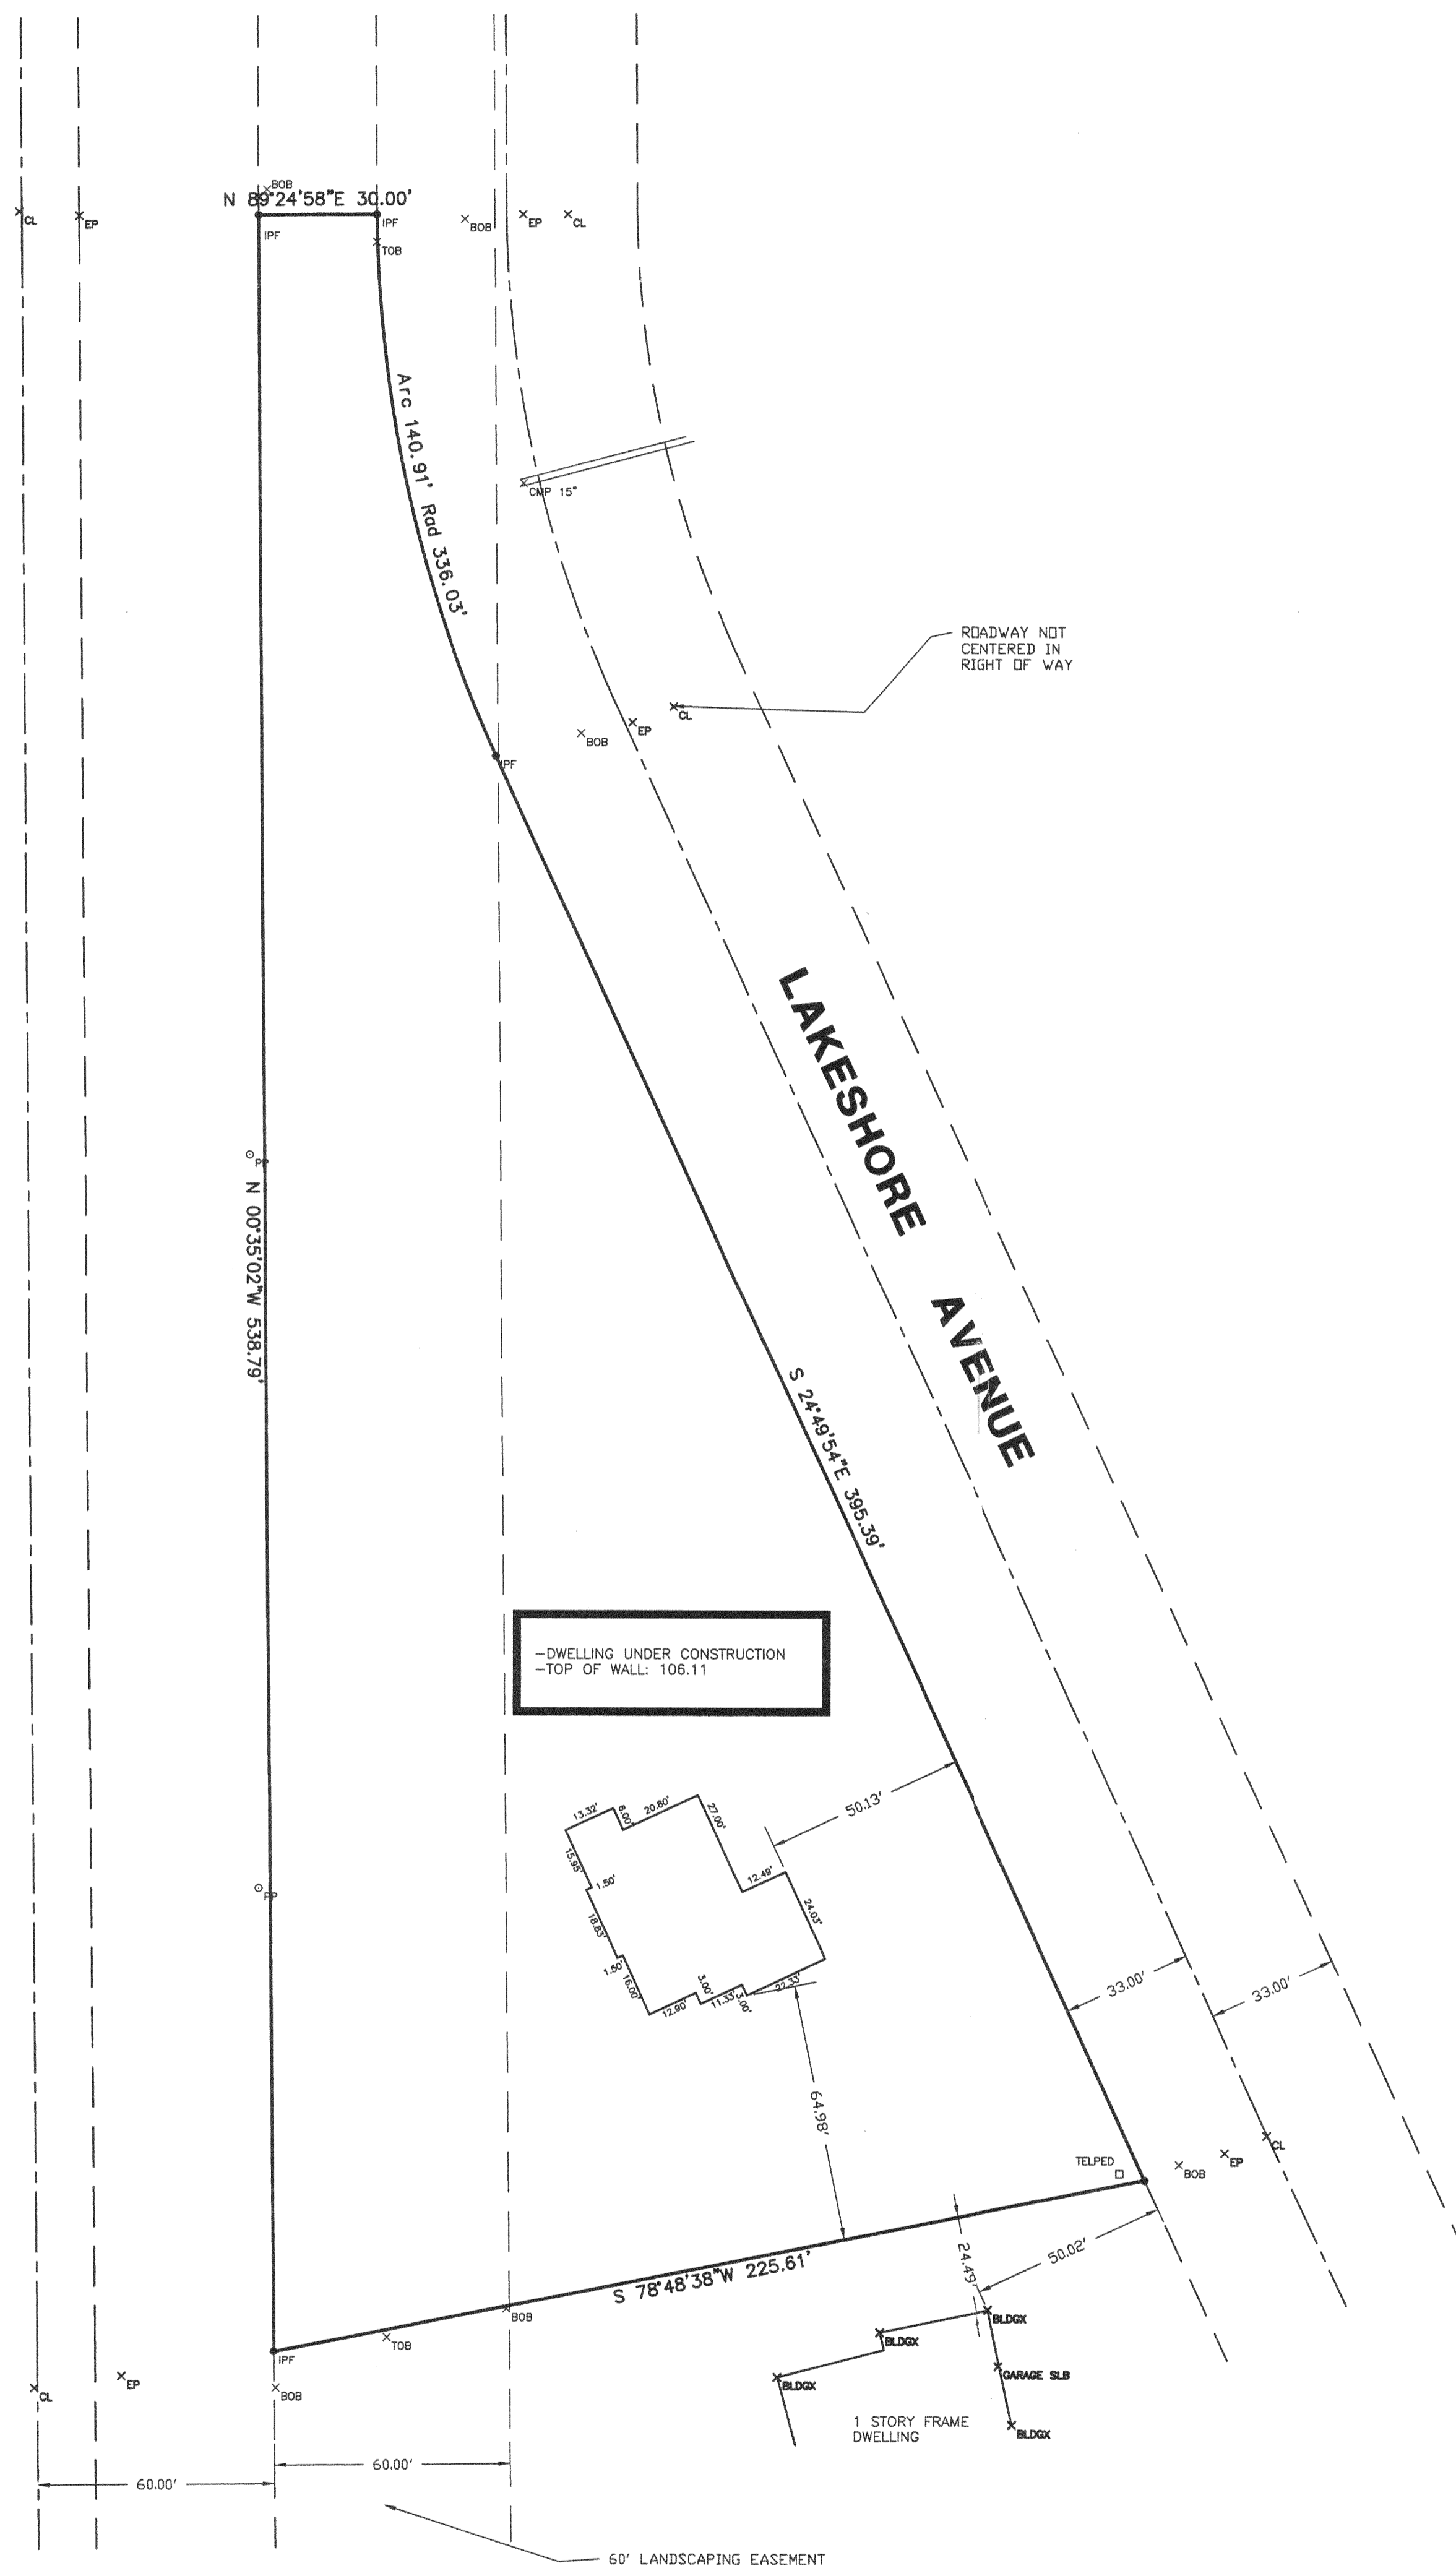 BOB
N 89°24'58"E 30.00'
CL
EP
IPF
IPF
TOB
BOB
EP
CL
Arc 140.91' Rad 336.03'
CMP 15"
ROADWAY NOT
CENTERED IN
RIGHT OF WAY
CL
EP
BOB
IPF
LAKESHORE AVENUE
PP
N 00°35'02"W 538.79'
S 24°49'54"E 395.39'
-DWELLING UNDER CONSTRUCTION
-TOP OF WALL: 106.11
50.13'
13.32'
6.00'
20.80'
27.00'
15.95'
1.50'
12.49'
24.03'
18.83'
1.50'
16.00'
12.90'
3.00'
11.33'
3.00'
22.33'
PP
33.00'
33.00'
64.98'
CL
EP
BOB
TELPED
50.02'
24.49'
S 78°48'38"W 225.61'
BOB
TOB
IPF
BLDGX
BLDGX
GARAGE SLB
BLDGX
BLDGX
EP
CL
BOB
1 STORY FRAME
DWELLING
60.00'
60.00'
60' LANDSCAPING EASEMENT